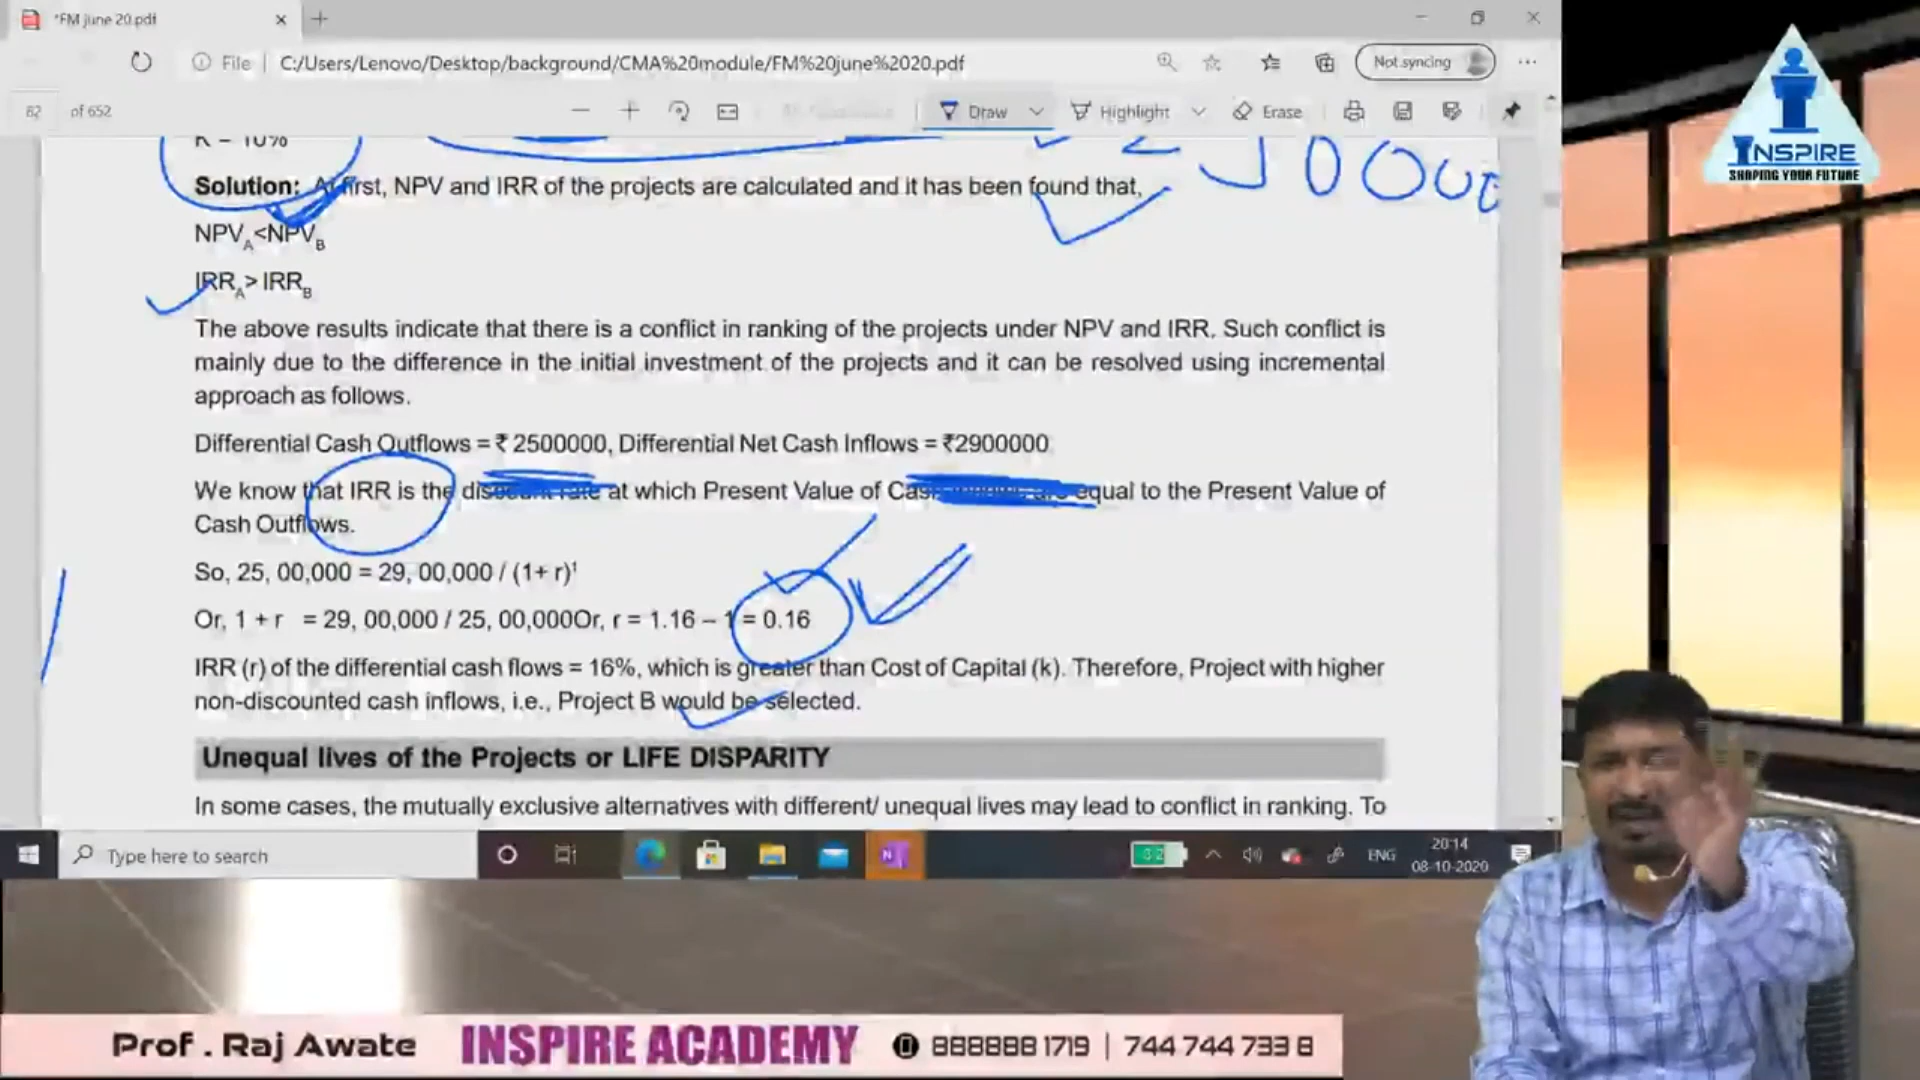 *FM june 20.pdf
File | C:/Users/Lenovo/Desktop/background/CMA%20module/FM%20june%2020.pdf
Not syncing
62 of 652
Draw
Highlight
Erase
K – 10%
Solution: At first, NPV and IRR of the projects are calculated and it has been found that,
NPVA<NPVB
IRRA> IRRB
The above results indicate that there is a conflict in ranking of the projects under NPV and IRR. Such conflict is
mainly due to the difference in the initial investment of the projects and it can be resolved using incremental
approach as follows.
Differential Cash Outflows = ₹ 2500000, Differential Net Cash Inflows = ₹2900000
We know that IRR is the discount rate at which Present Value of Cash are equal to the Present Value of
Cash Outflows.
So, 25, 00,000 = 29, 00,000 / (1+ r)¹
Or, 1 + r = 29, 00,000 / 25, 00,000Or, r = 1.16 – 1 = 0.16
IRR (r) of the differential cash flows = 16%, which is greater than Cost of Capital (k). Therefore, Project with higher
non-discounted cash inflows, i.e., Project B would be selected.
Unequal lives of the Projects or LIFE DISPARITY
In some cases, the mutually exclusive alternatives with different/ unequal lives may lead to conflict in ranking. To
Type here to search
ENG
20:14
08-10-2020
INSPIRE
SHAPING YOUR FUTURE
Prof . Raj Awate INSPIRE ACADEMY 888888 1719 | 744 744 733 8